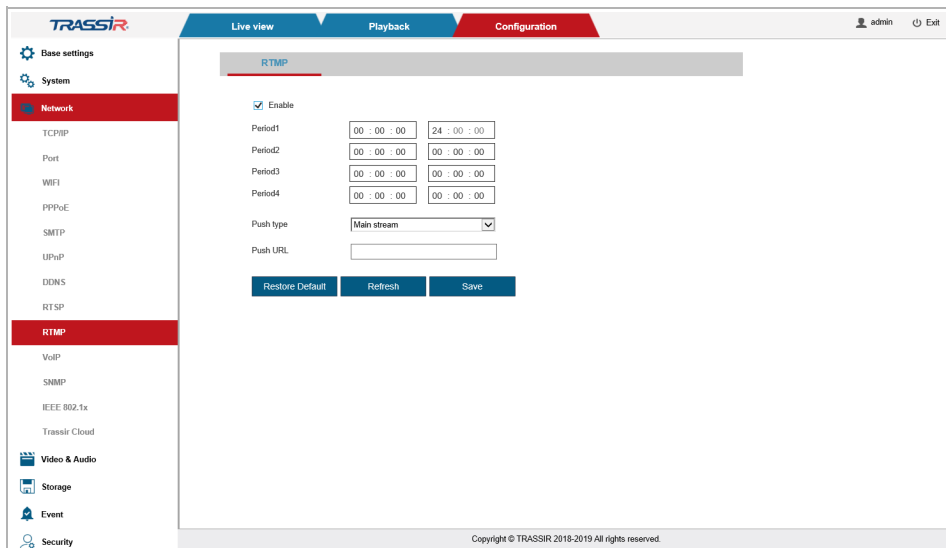 TRASSIR
Live view
Playback
Configuration
admin
Exit
Base settings
System
Network
TCP/IP
Port
WIFI
PPPoE
SMTP
UPnP
DDNS
RTSP
RTMP
VoIP
SNMP
IEEE 802.1x
Trassir Cloud
Video & Audio
Storage
Event
Security
RTMP
Enable
Period1 00 : 00 : 00 24 : 00 : 00
Period2 00 : 00 : 00 00 : 00 : 00
Period3 00 : 00 : 00 00 : 00 : 00
Period4 00 : 00 : 00 00 : 00 : 00
Push type Main stream
Push URL
Restore Default Refresh Save
Copyright © TRASSIR 2018-2019 All rights reserved.